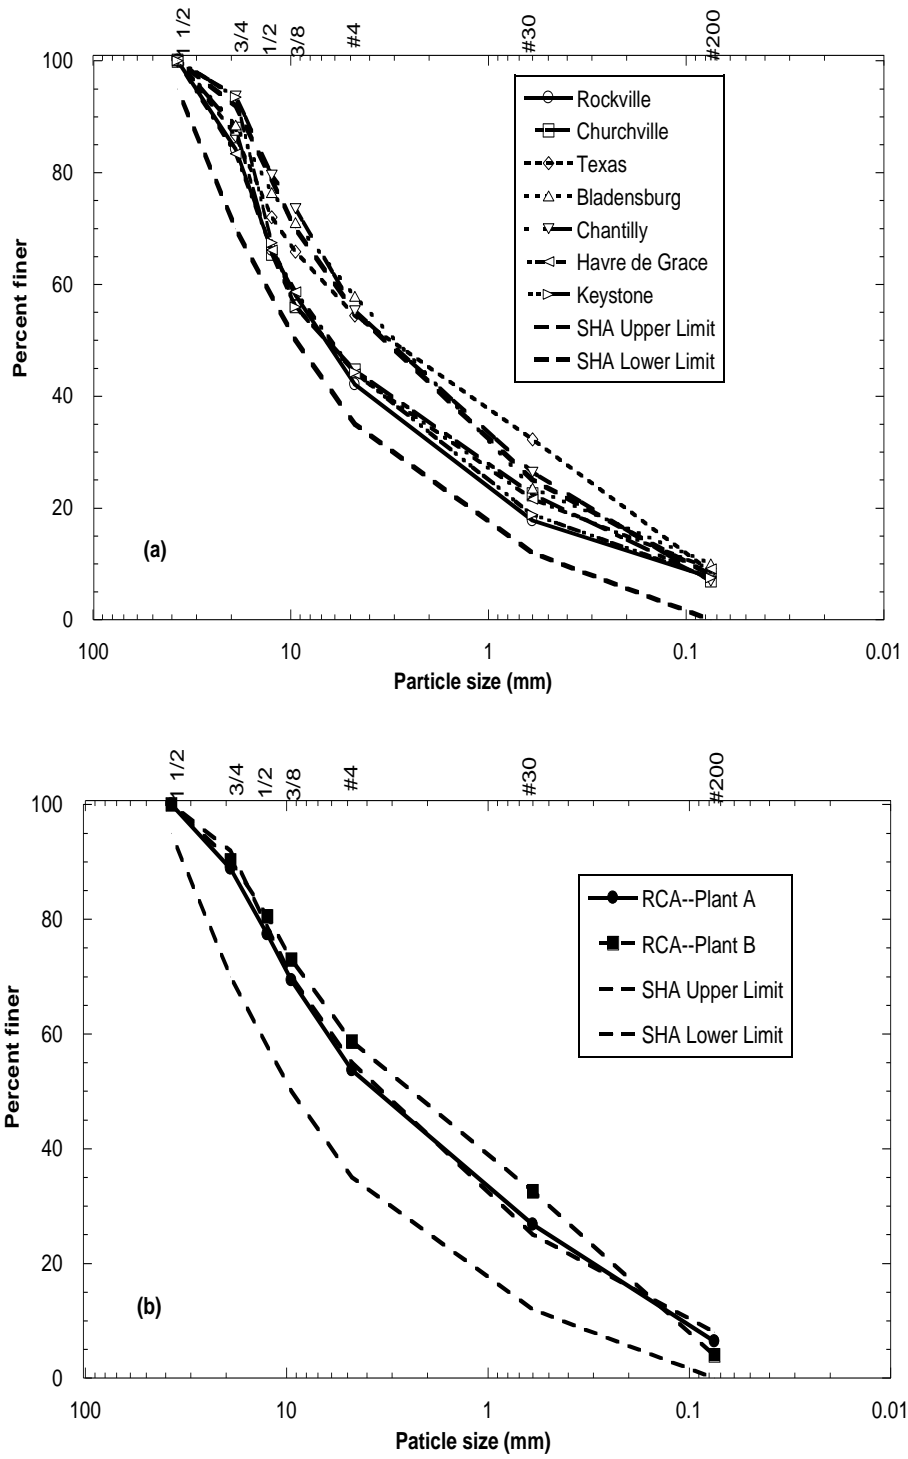 1 1/2
3/4
1/2
3/8
#4
#30
#200
100
80
60
40
20
0
Percent finer
Rockville
Churchville
Texas
Bladensburg
Chantilly
Havre de Grace
Keystone
SHA Upper Limit
SHA Lower Limit
(a)
100
10
1
0.1
0.01
Particle size (mm)
1 1/2
3/4
1/2
3/8
#4
#30
#200
100
80
60
40
20
0
Percent finer
RCA--Plant A
RCA--Plant B
SHA Upper Limit
SHA Lower Limit
(b)
100
10
1
0.1
0.01
Paticle size (mm)